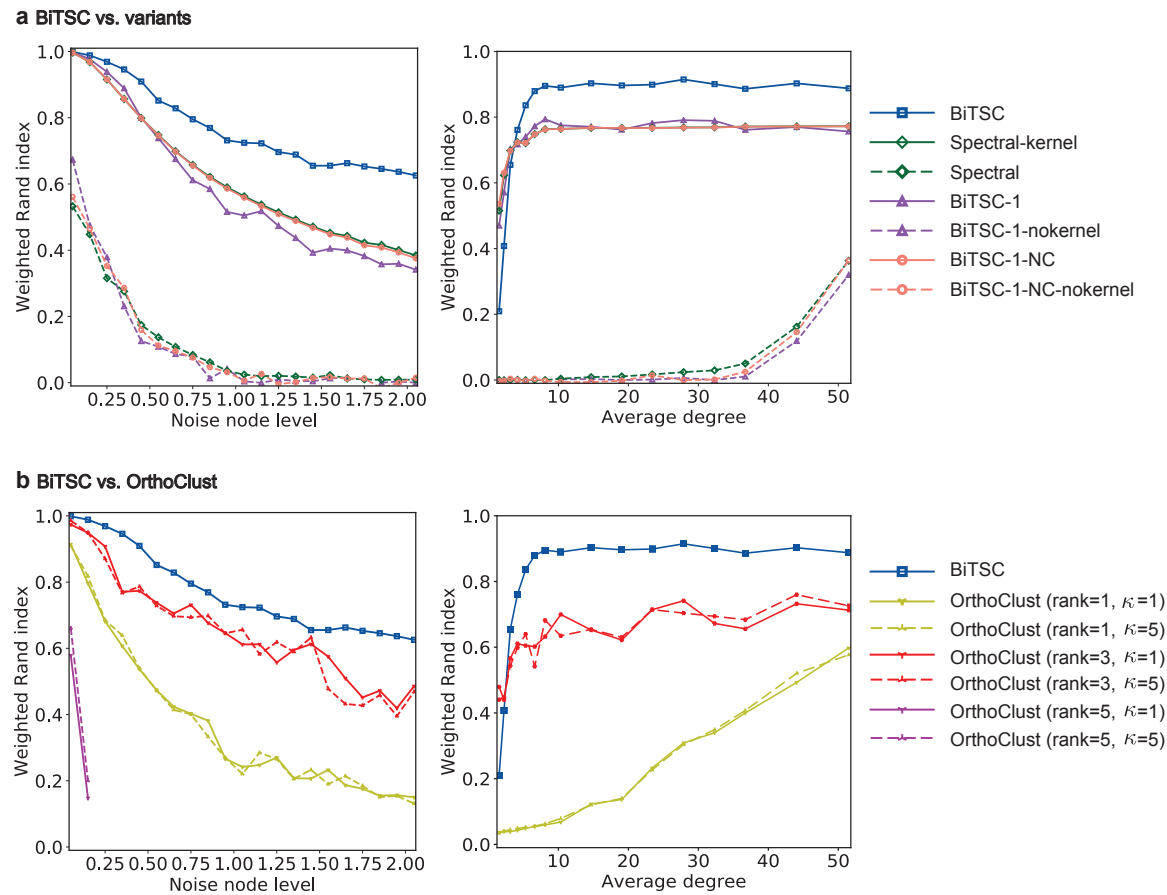 a BiTSC vs. variants
Weighted Rand index
1.0
0.8
0.6
0.4
0.2
0.0
0.25 0.50 0.75 1.00 1.25 1.50 1.75 2.00
Noise node level
Weighted Rand index
1.0
0.8
0.6
0.4
0.2
0.0
10 20 30 40 50
Average degree
BiTSC
Spectral-kernel
Spectral
BiTSC-1
BiTSC-1-nokernel
BiTSC-1-NC
BiTSC-1-NC-nokernel
b BiTSC vs. OrthoClust
Weighted Rand index
1.0
0.8
0.6
0.4
0.2
0.0
0.25 0.50 0.75 1.00 1.25 1.50 1.75 2.00
Noise node level
Weighted Rand index
1.0
0.8
0.6
0.4
0.2
0.0
10 20 30 40 50
Average degree
BiTSC
OrthoClust (rank=1, κ=1)
OrthoClust (rank=1, κ=5)
OrthoClust (rank=3, κ=1)
OrthoClust (rank=3, κ=5)
OrthoClust (rank=5, κ=1)
OrthoClust (rank=5, κ=5)